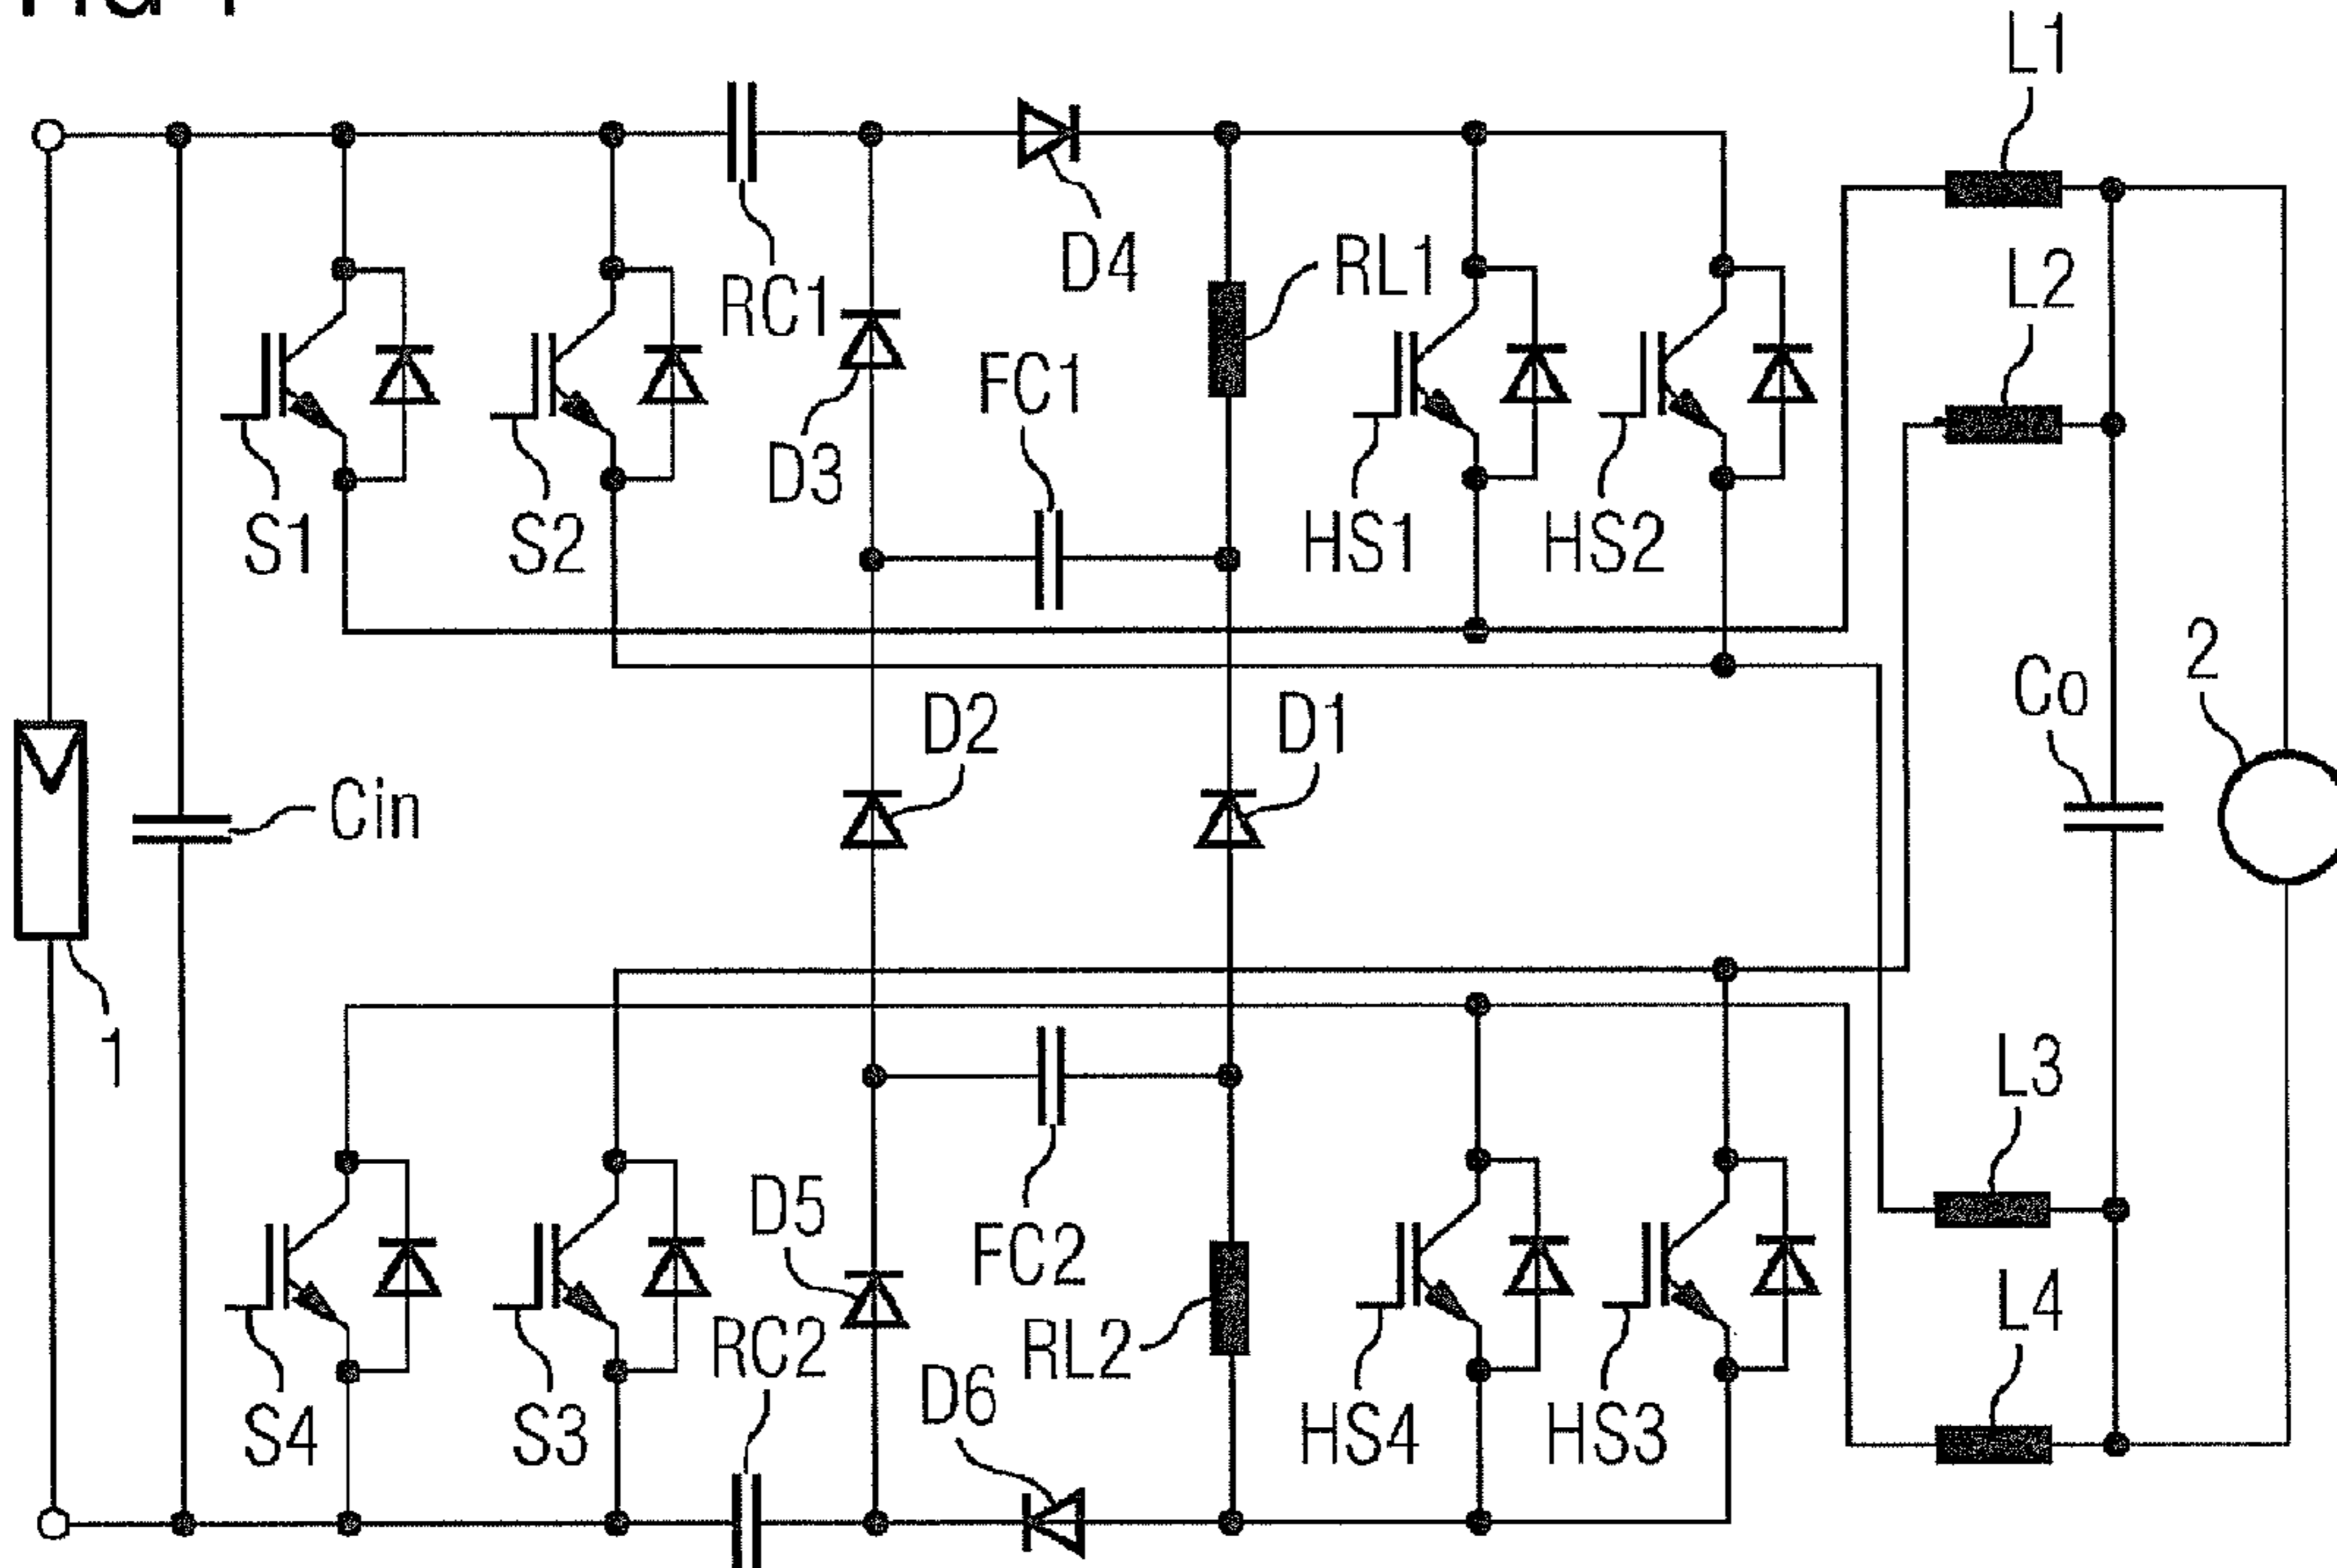 L1
L2
D4
RL1
RC1
FC1
D3
S1
S2
HS1
HS2
2
Co
D2
D1
Cin
1
L3
D5
FC2
L4
RC2
RL2
D6
S4
S3
HS4
HS3